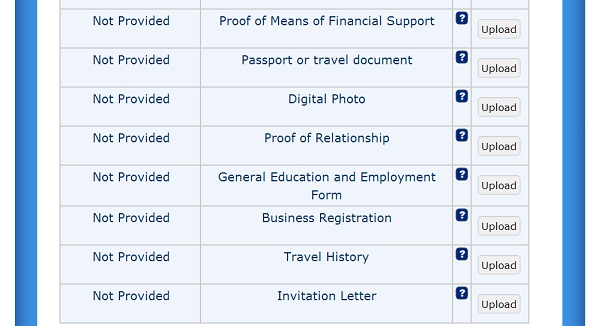 Not Provided Proof of Means of Financial Support ? Upload
Not Provided Passport or travel document ? Upload
Not Provided Digital Photo ? Upload
Not Provided Proof of Relationship ? Upload
Not Provided General Education and Employment ? Upload
Form
Not Provided Business Registration ? Upload
Not Provided Travel History ? Upload
Not Provided Invitation Letter ? Upload